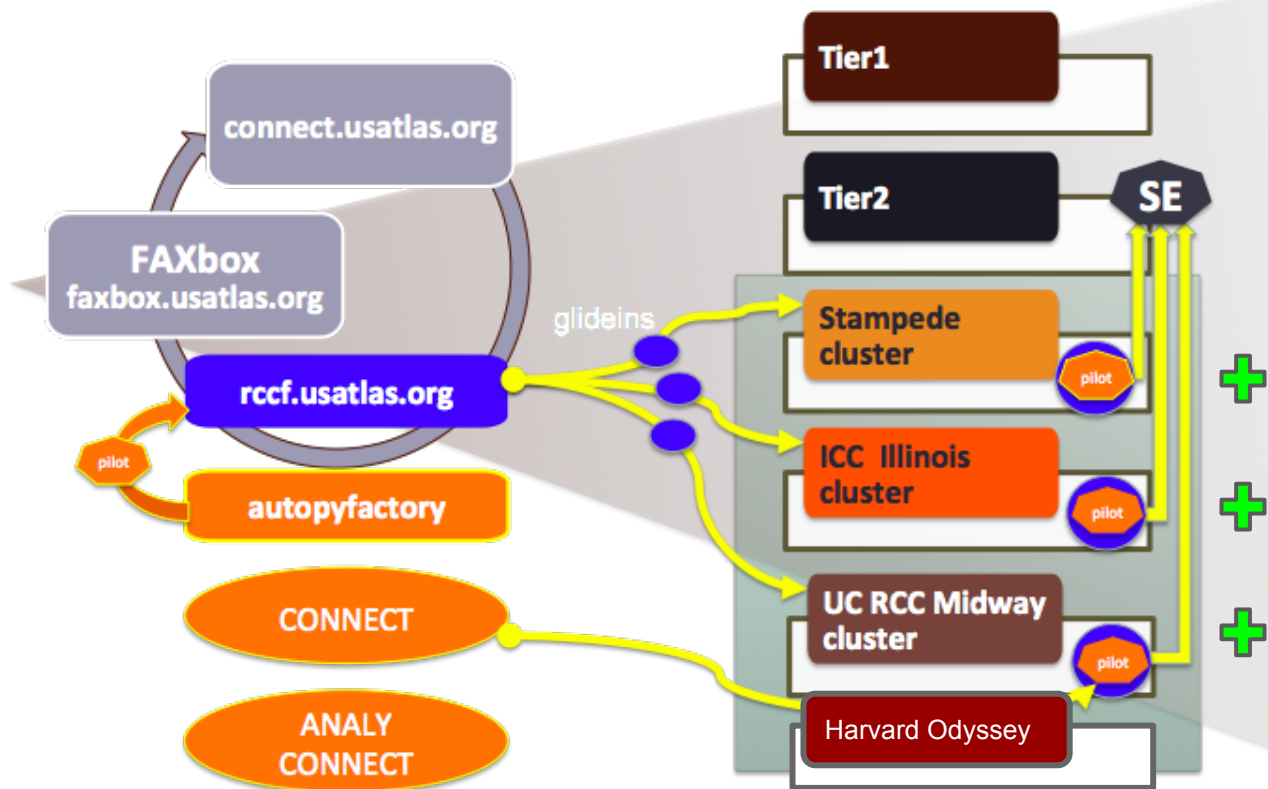 connect.usatlas.org
FAXbox
faxbox.usatlas.org
rccf.usatlas.org
pilot
autopyfactory
CONNECT
ANALY
CONNECT
glideins
Tier1
Tier2
SE
Stampede
cluster
pilot
ICC Illinois
cluster
pilot
UC RCC Midway
cluster
pilot
Harvard Odyssey